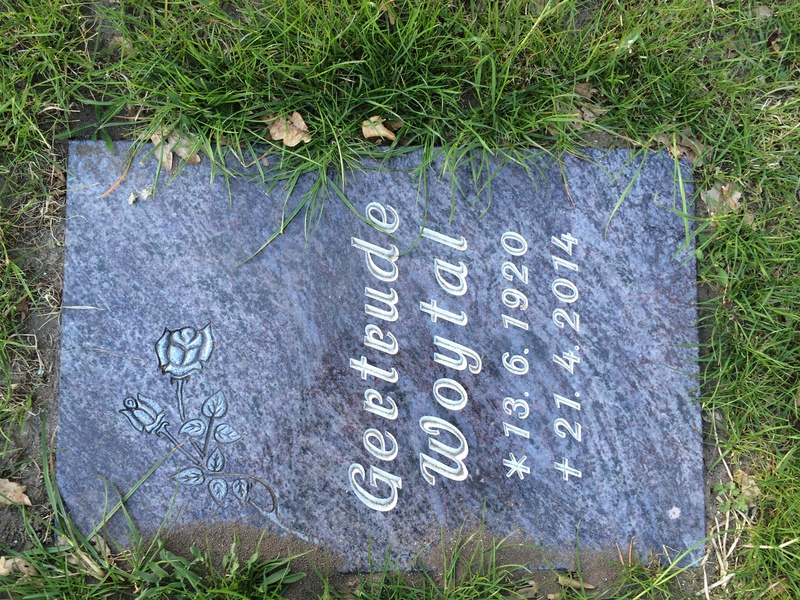 Gertrude
Woytal
* 13. 6. 1920
+ 21. 4. 2014